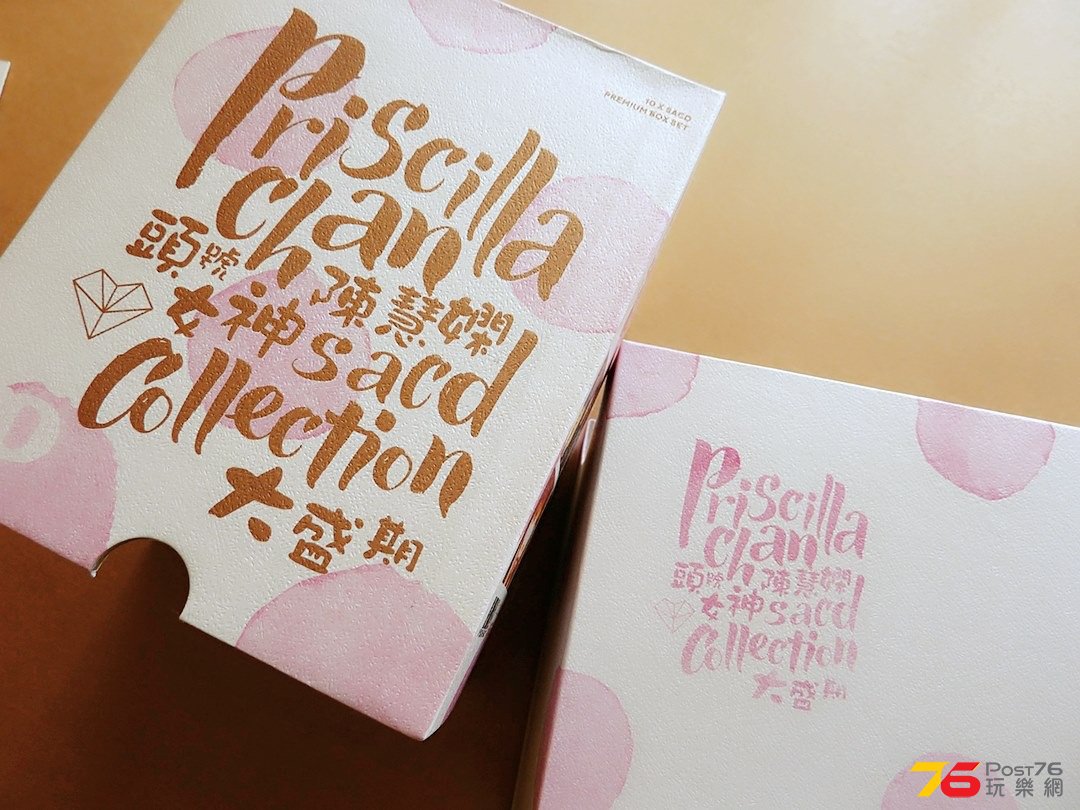 10 X SACD
PREMIUM BOX SET
Priscilla
Chan
頭號 陳慧嫻
女神 sacd
Collection
大盛期
Priscilla
Chan
頭號 陳慧嫻
女神 sacd
Collection
大盛期
76 POST76
玩樂網